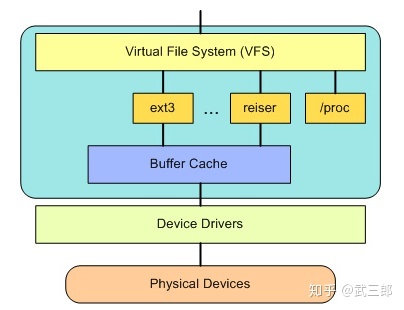 Virtual File System (VFS)
ext3
...
reiser
/proc
Buffer Cache
Device Drivers
Physical Devices
知乎 @武三郎